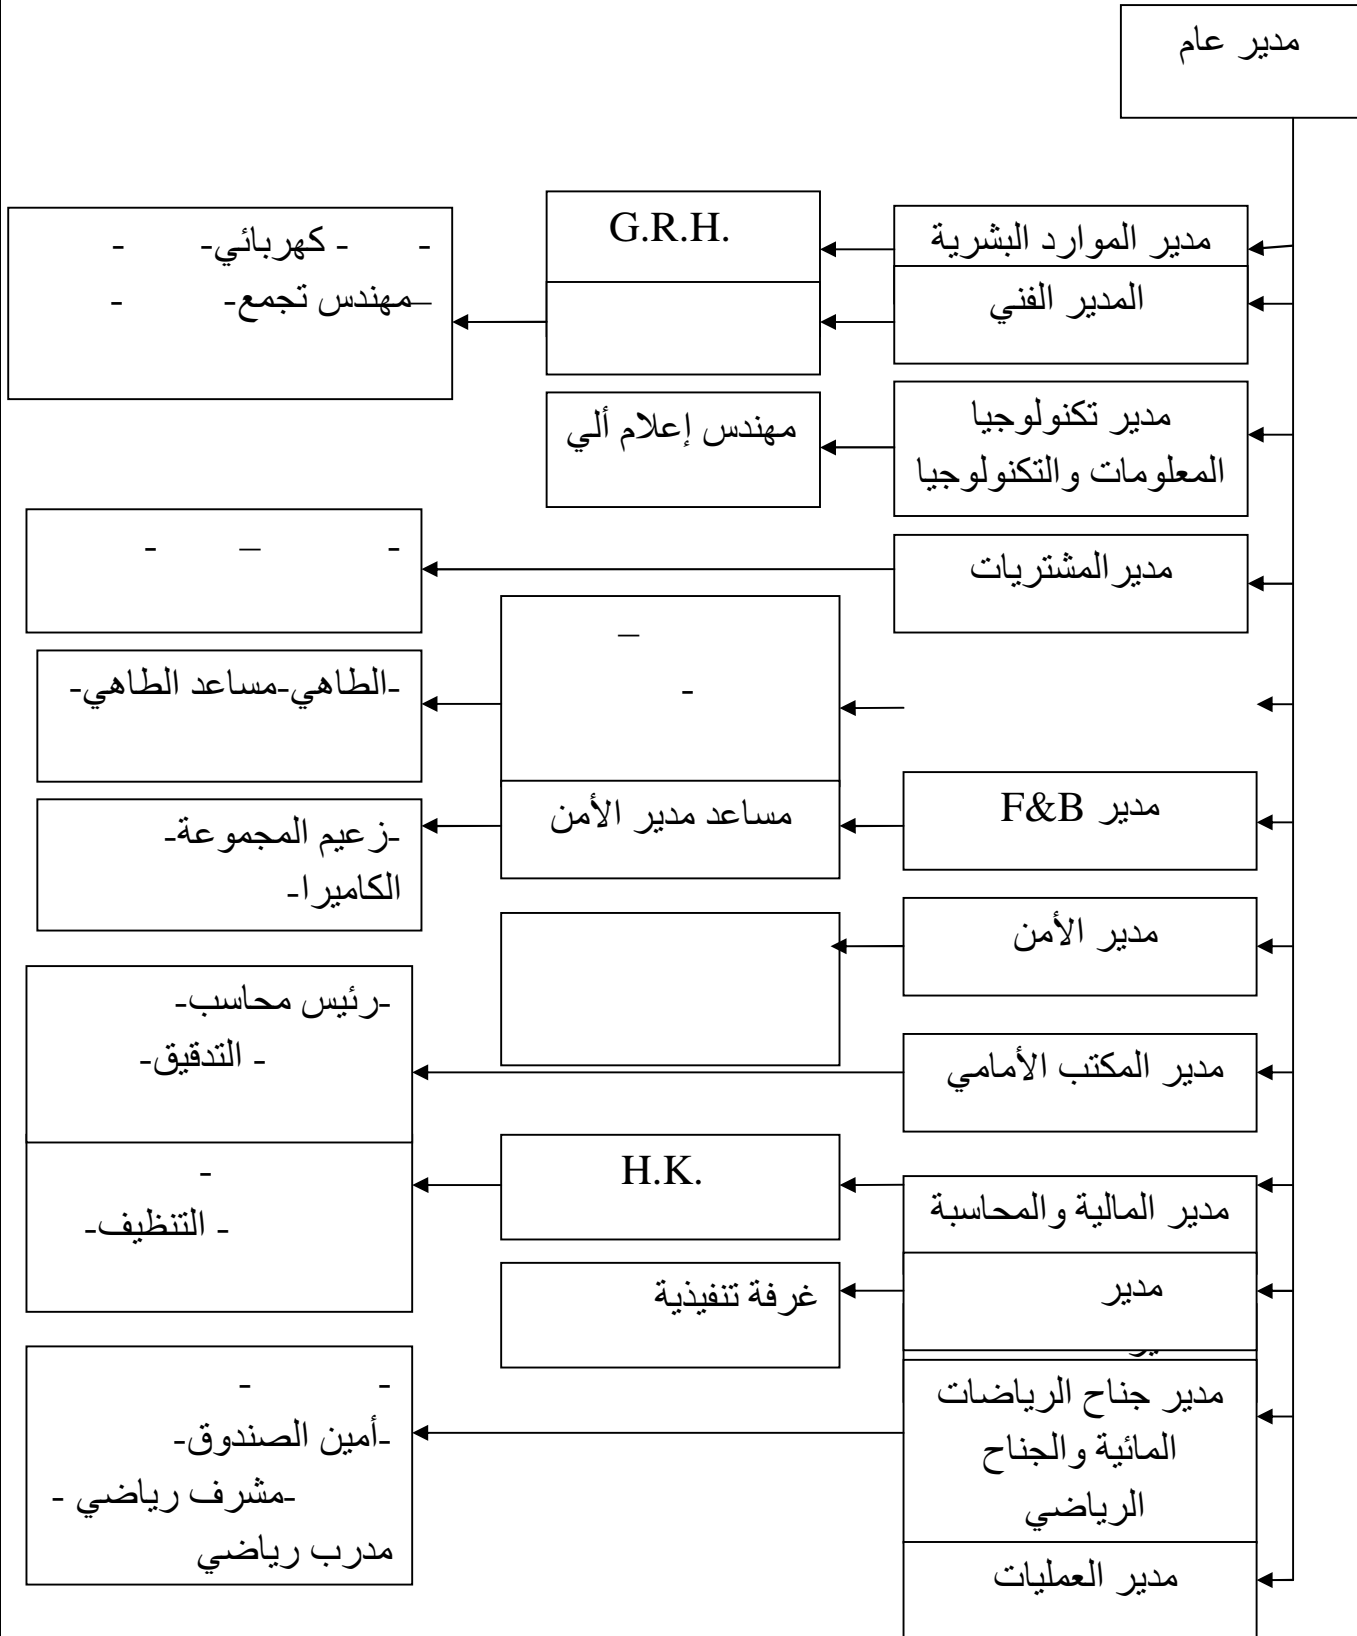 مدير عام
مدير الموارد البشرية
G.R.H.
- - كهربائي- -
–مهندس تجمع- -
المدير الفني
مدير تكنولوجيا
المعلومات والتكنولوجيا
مهندس إعلام ألي
مدير المشتريات
- – -
–
-
-الطاهي-مساعد الطاهي-
مدير F&B
مساعد مدير الأمن
-زعيم المجموعة-
الكاميرا-
مدير الأمن
مدير المكتب الأمامي
-رئيس محاسب-
- التدقيق-
مدير المالية والمحاسبة
H.K.
-
- التنظيف-
مدير
غرفة تنفيذية
مدير جناح الرياضات
المائية والجناح
الرياضي
- -
-أمين الصندوق-
-مشرف رياضي -
مدرب رياضي
مدير العمليات